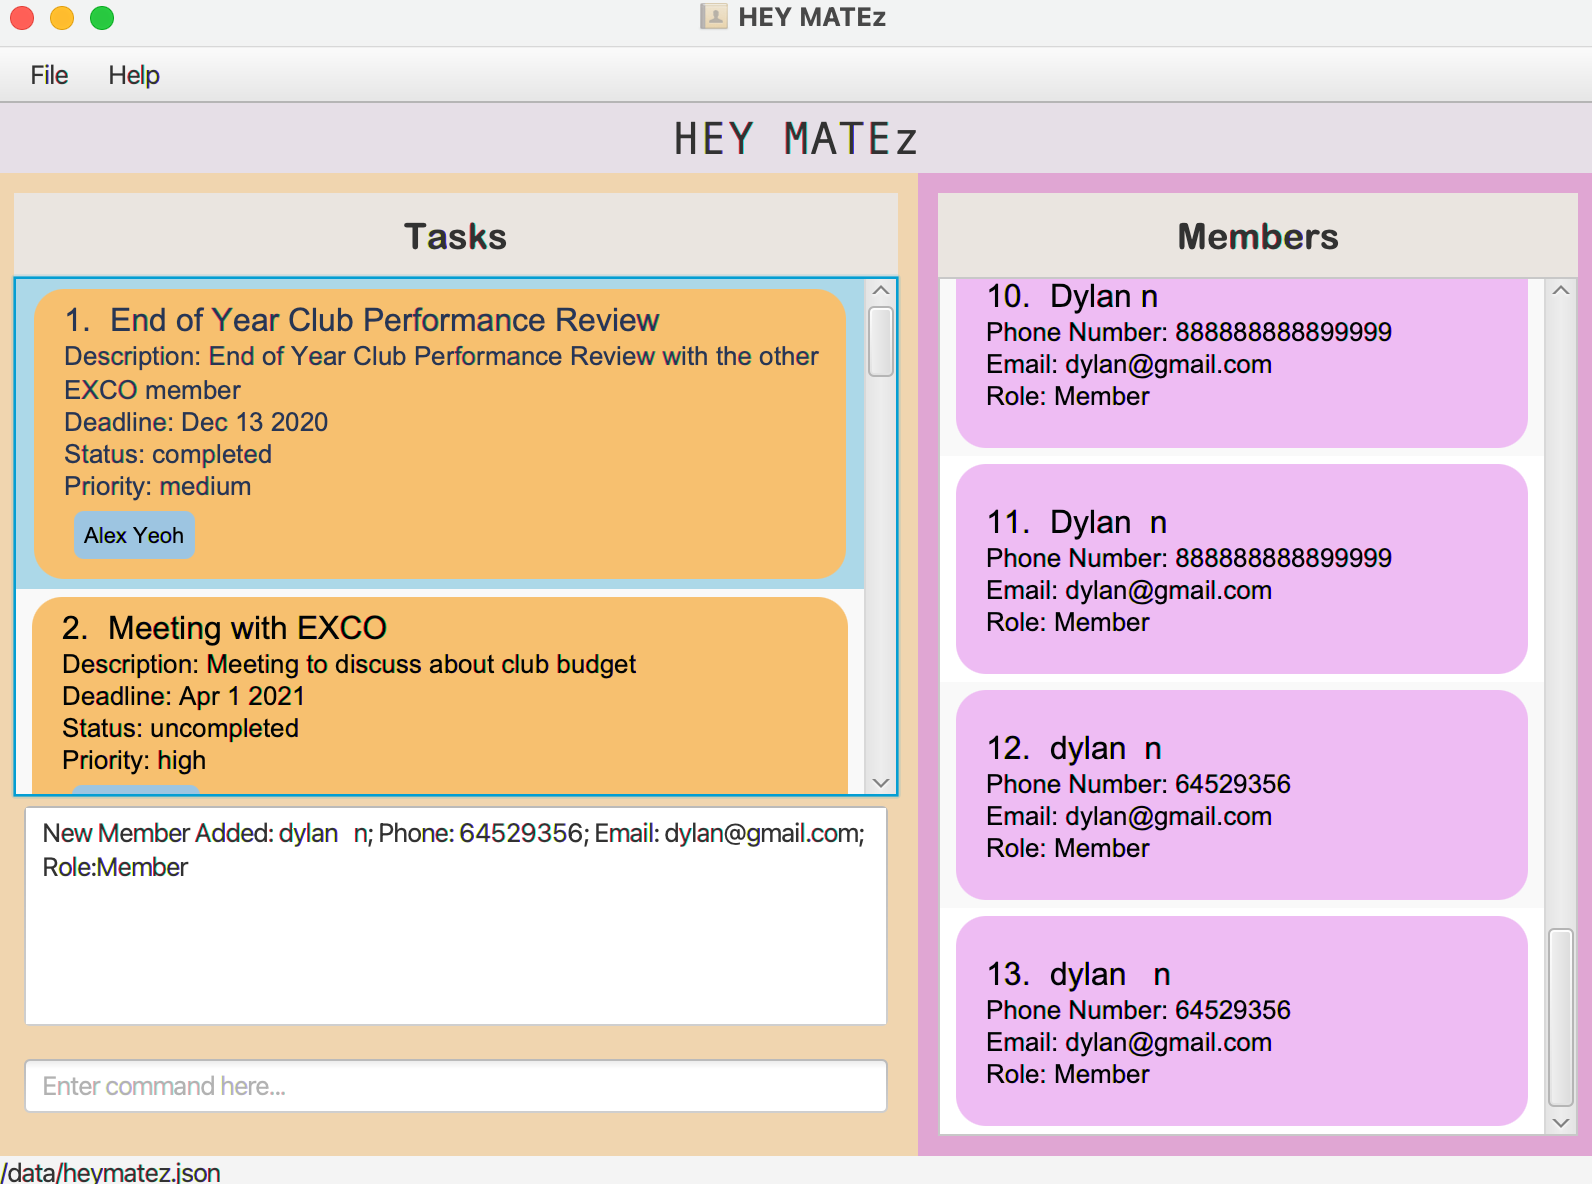 HEY MATEz
File Help
HEY MATEz
Tasks
1. End of Year Club Performance Review
Description: End of Year Club Performance Review with the other
EXCO member
Deadline: Dec 13 2020
Status: completed
Priority: medium
Alex Yeoh
2. Meeting with EXCO
Description: Meeting to discuss about club budget
Deadline: Apr 1 2021
Status: uncompleted
Priority: high
New Member Added: dylan   n; Phone: 64529356; Email: dylan@gmail.com;
Role:Member
Enter command here...
Members
10. Dylan n
Phone Number: 888888888899999
Email: dylan@gmail.com
Role: Member
11. Dylan  n
Phone Number: 888888888899999
Email: dylan@gmail.com
Role: Member
12. dylan  n
Phone Number: 64529356
Email: dylan@gmail.com
Role: Member
13. dylan   n
Phone Number: 64529356
Email: dylan@gmail.com
Role: Member
/data/heymatez.json